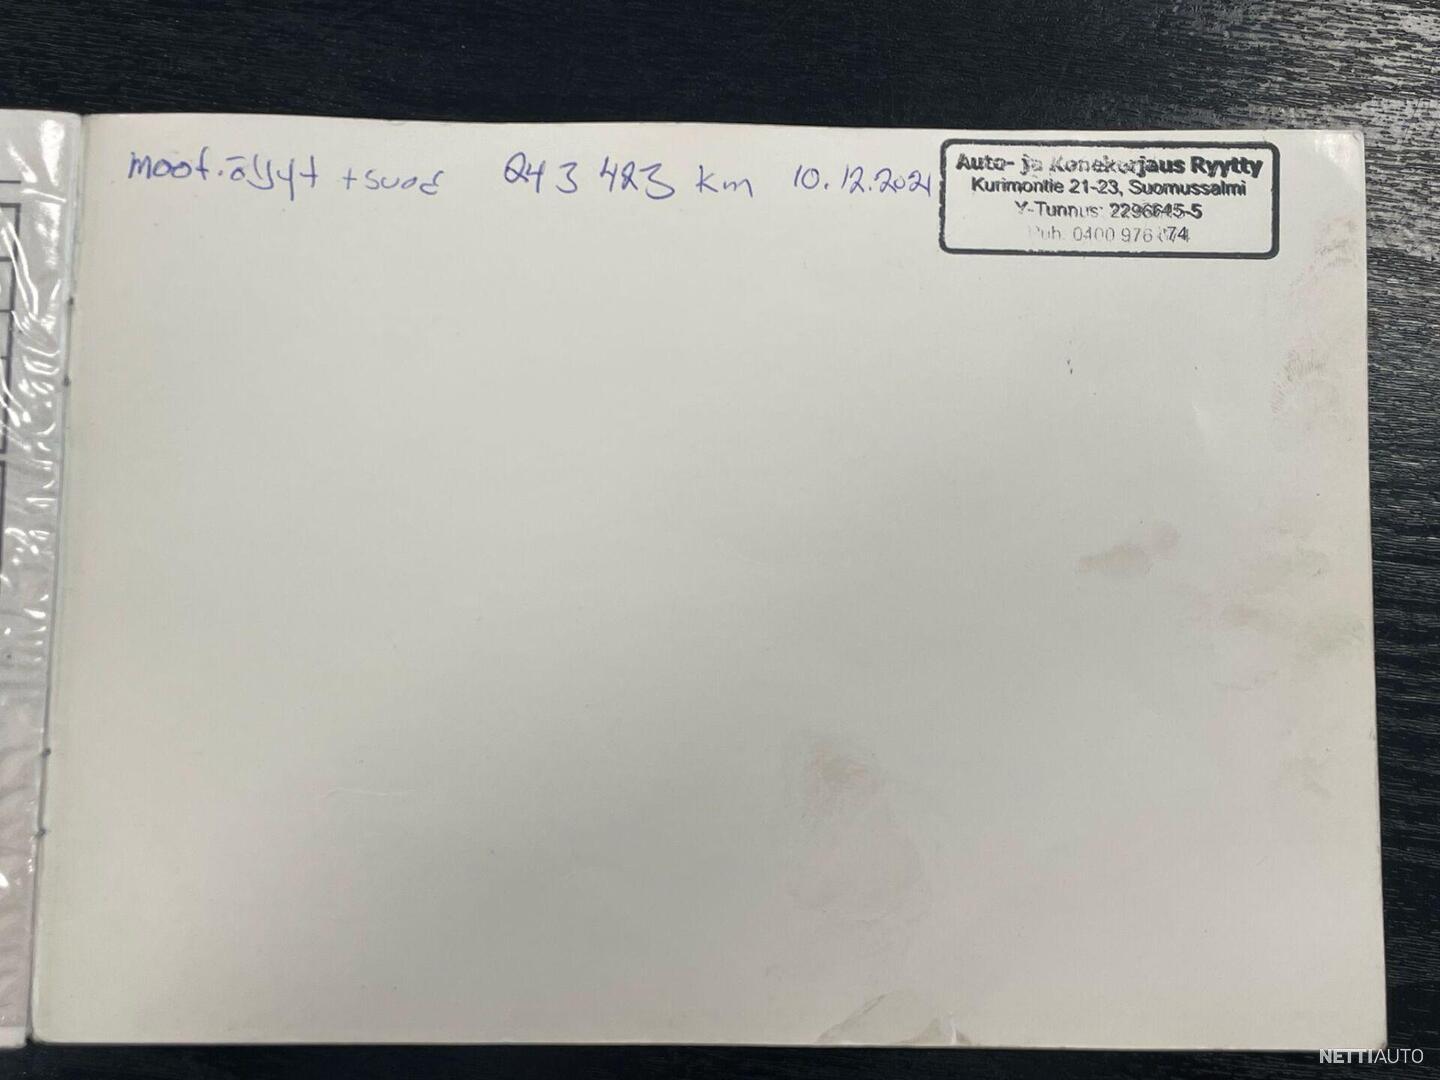 moot.öljyt +suod 243 423 km 10.12.2021
Auto- ja Konekorjaus Ryytty
Kurimontie 21-23, Suomussalmi
Y-Tunnus: 2296645-5
Puh. 0400 976
NETTIAUTO